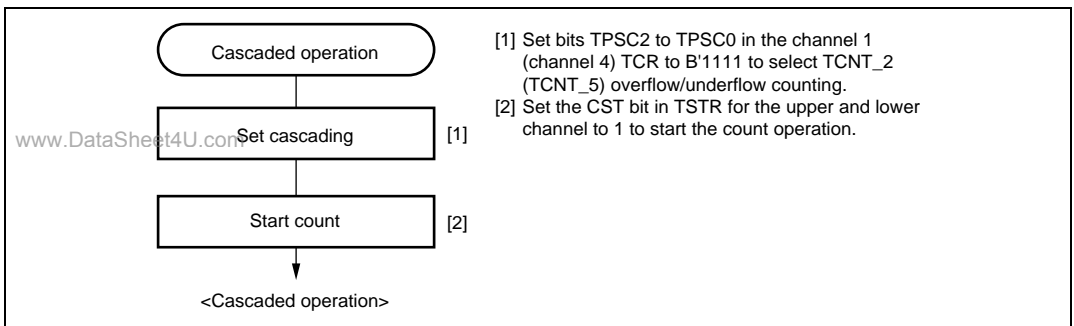 Cascaded operation
www.DataSheet4U.com
Set cascading
[1]
Start count
[2]
<Cascaded operation>
[1] Set bits TPSC2 to TPSC0 in the channel 1
(channel 4) TCR to B'1111 to select TCNT_2
(TCNT_5) overflow/underflow counting.
[2] Set the CST bit in TSTR for the upper and lower
channel to 1 to start the count operation.